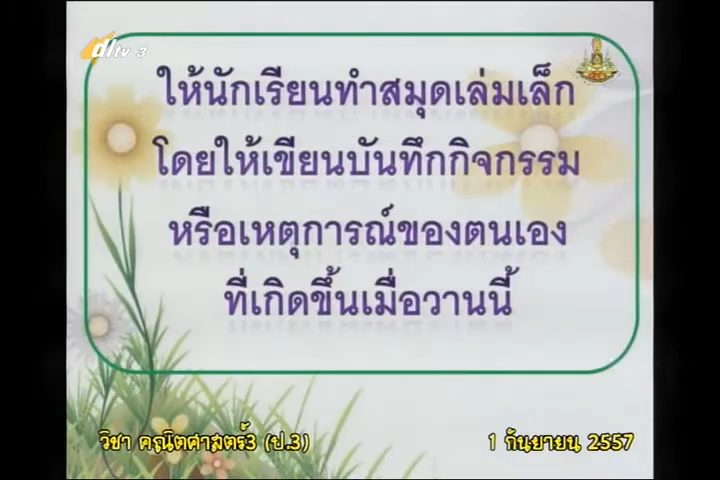 dltv 3
ให้นักเรียนทำสมุดเล่มเล็ก
โดยให้เขียนบันทึกกิจกรรม
หรือเหตุการณ์ของตนเอง
ที่เกิดขึ้นเมื่อวานนี้
วิชา คณิตศาสตร์3 (ป.3)
1 กันยายน 2557